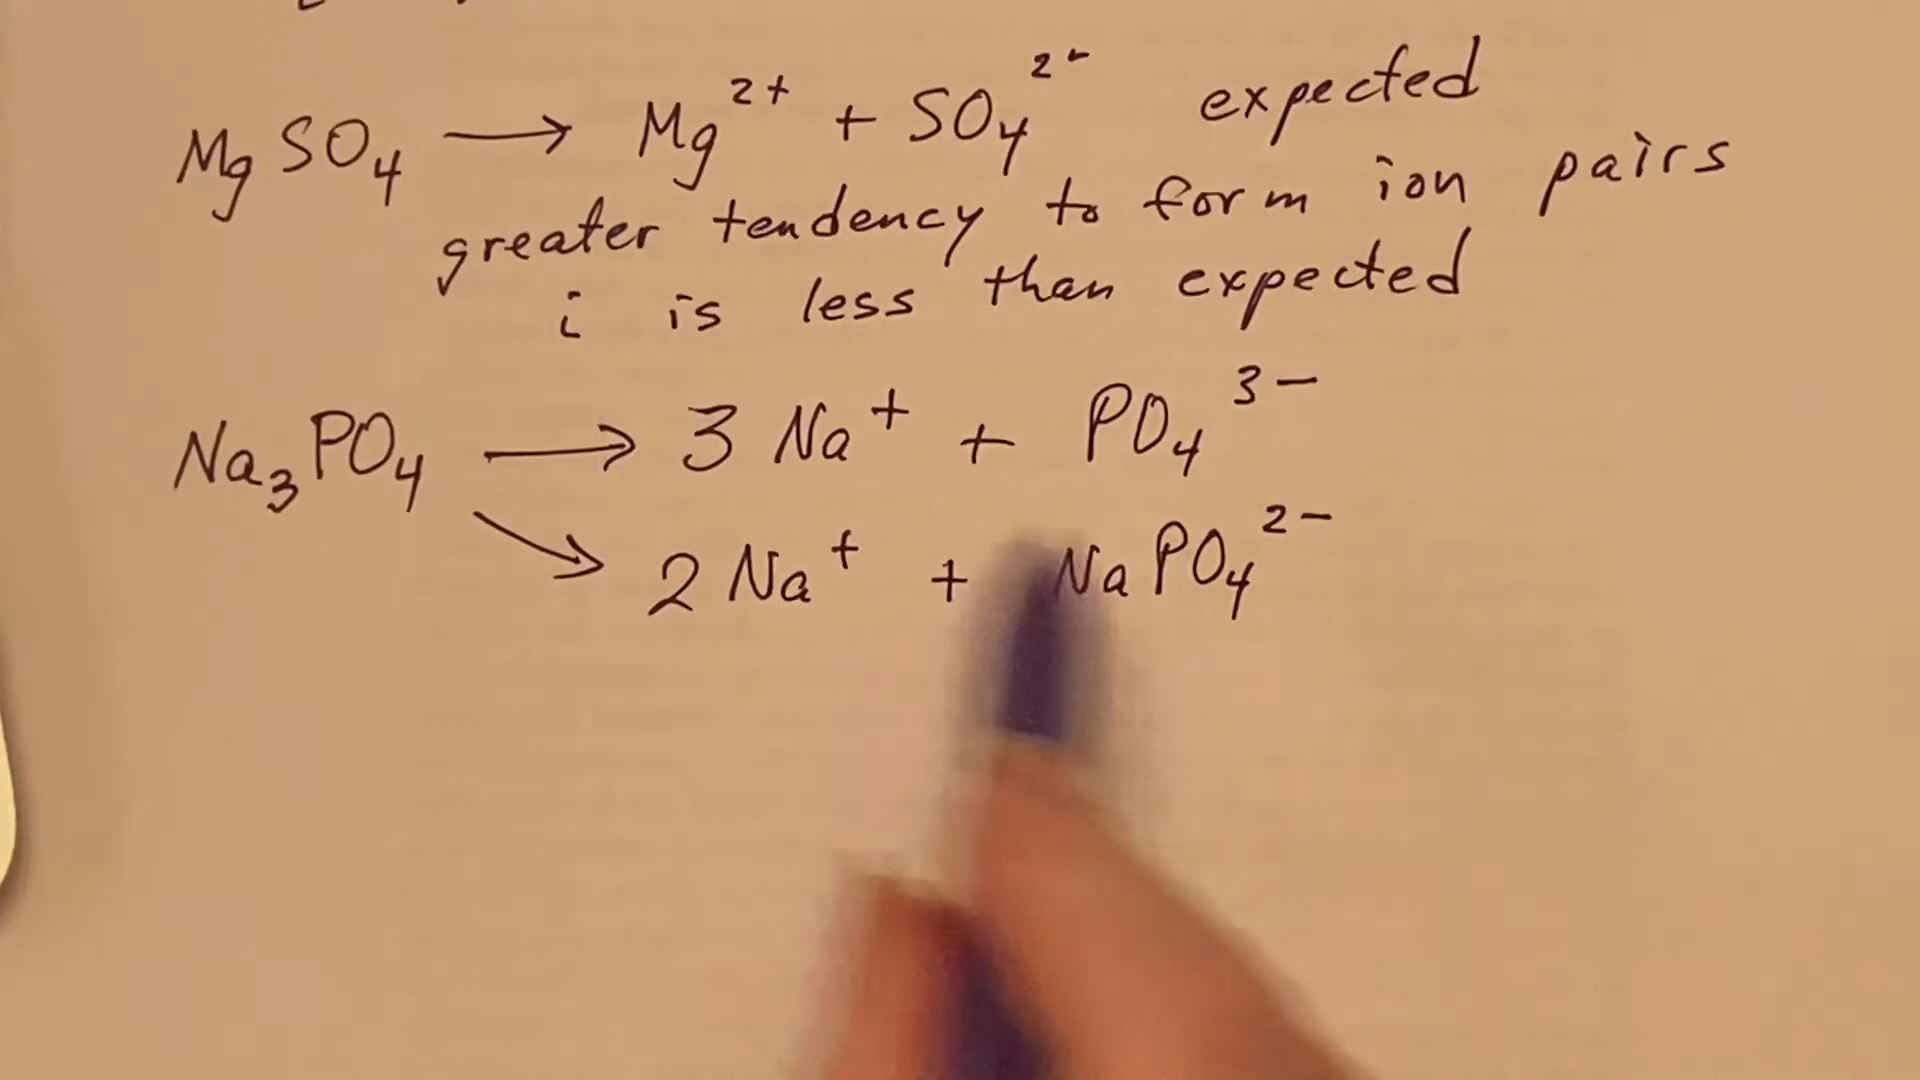 MgSO₄ → Mg²⁺ + SO₄²⁻ expected
greater tendency to form ion pairs
i is less than expected
Na₃PO₄ → 3 Na⁺ + PO₄³⁻
↘ 2 Na⁺ + NaPO₄²⁻